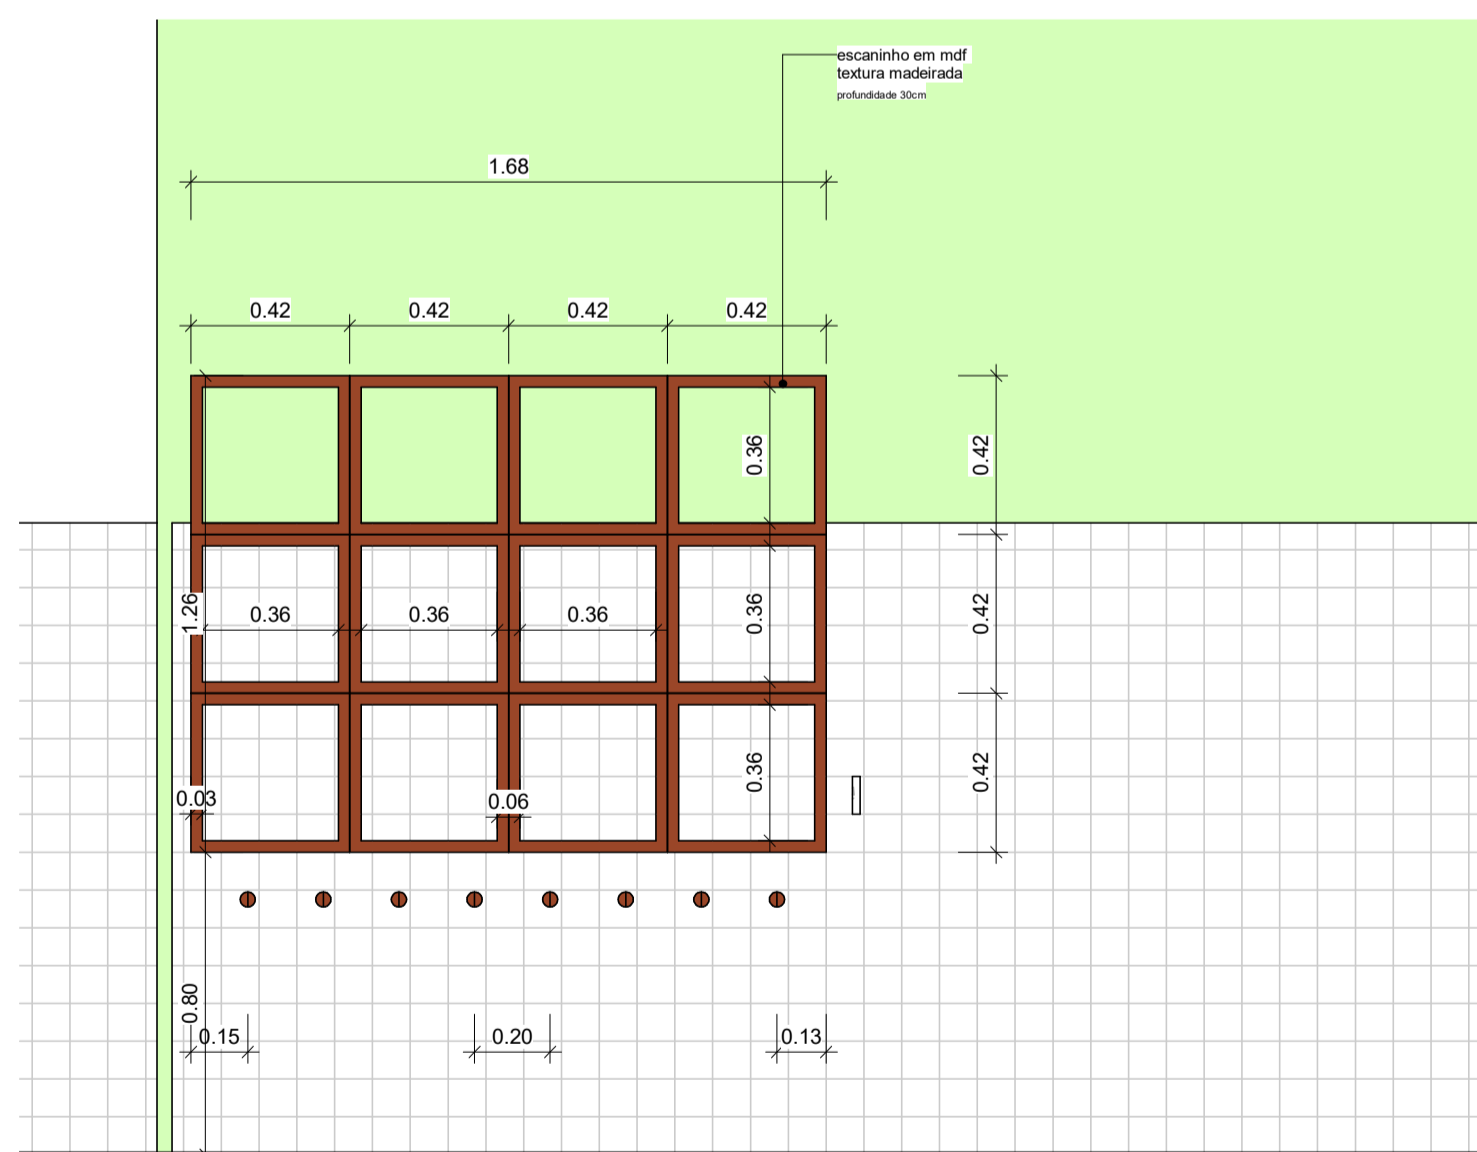 escaninho em mdf
textura madeirada
profundidade 30cm
1.68
0.42 0.42 0.42 0.42
0.36 0.42
1.26 0.36 0.36 0.36 0.36 0.42
0.36 0.42
0.03 0.06
0.80
0.15 0.20 0.13